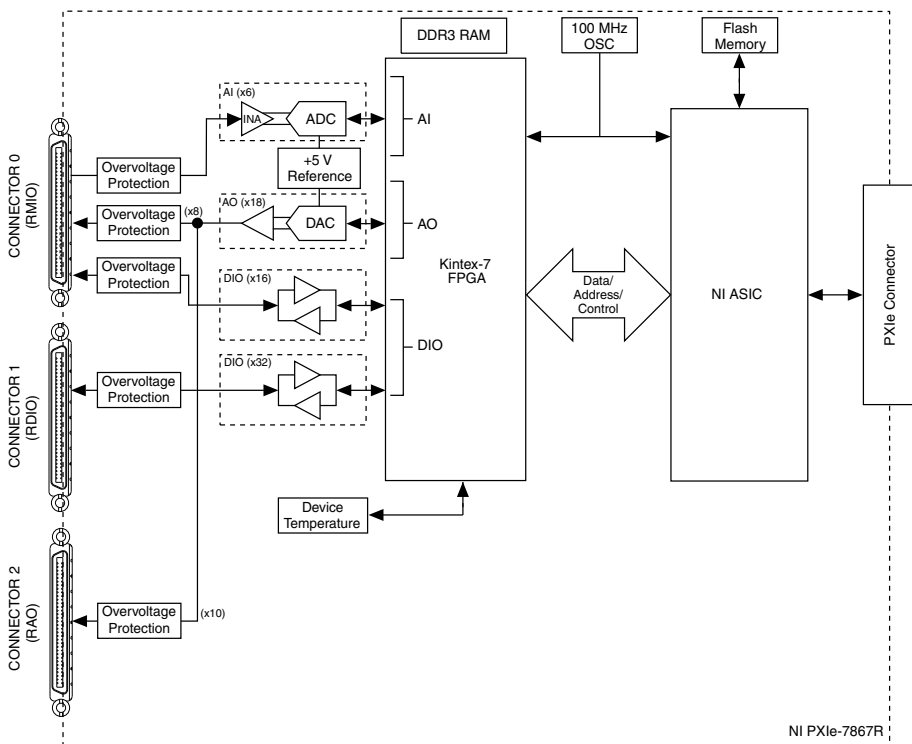 DDR3 RAM
100 MHz
OSC
Flash
Memory
AI (x6)
INA
ADC
AI
+5 V
Reference
CONNECTOR 0
(RMIO)
Overvoltage
Protection
Overvoltage
Protection
(x8)
AO (x18)
DAC
AO
Kintex-7
FPGA
Overvoltage
Protection
DIO (x16)
DIO
Data/
Address/
Control
NI ASIC
PXIe Connector
CONNECTOR 1
(RDIO)
Overvoltage
Protection
DIO (x32)
Device
Temperature
CONNECTOR 2
(RAO)
Overvoltage
Protection
(x10)
NI PXIe-7867R